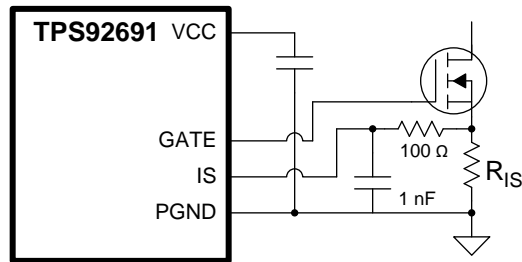 TPS92691 VCC
GATE
100 Ω
IS
RIS
1 nF
PGND